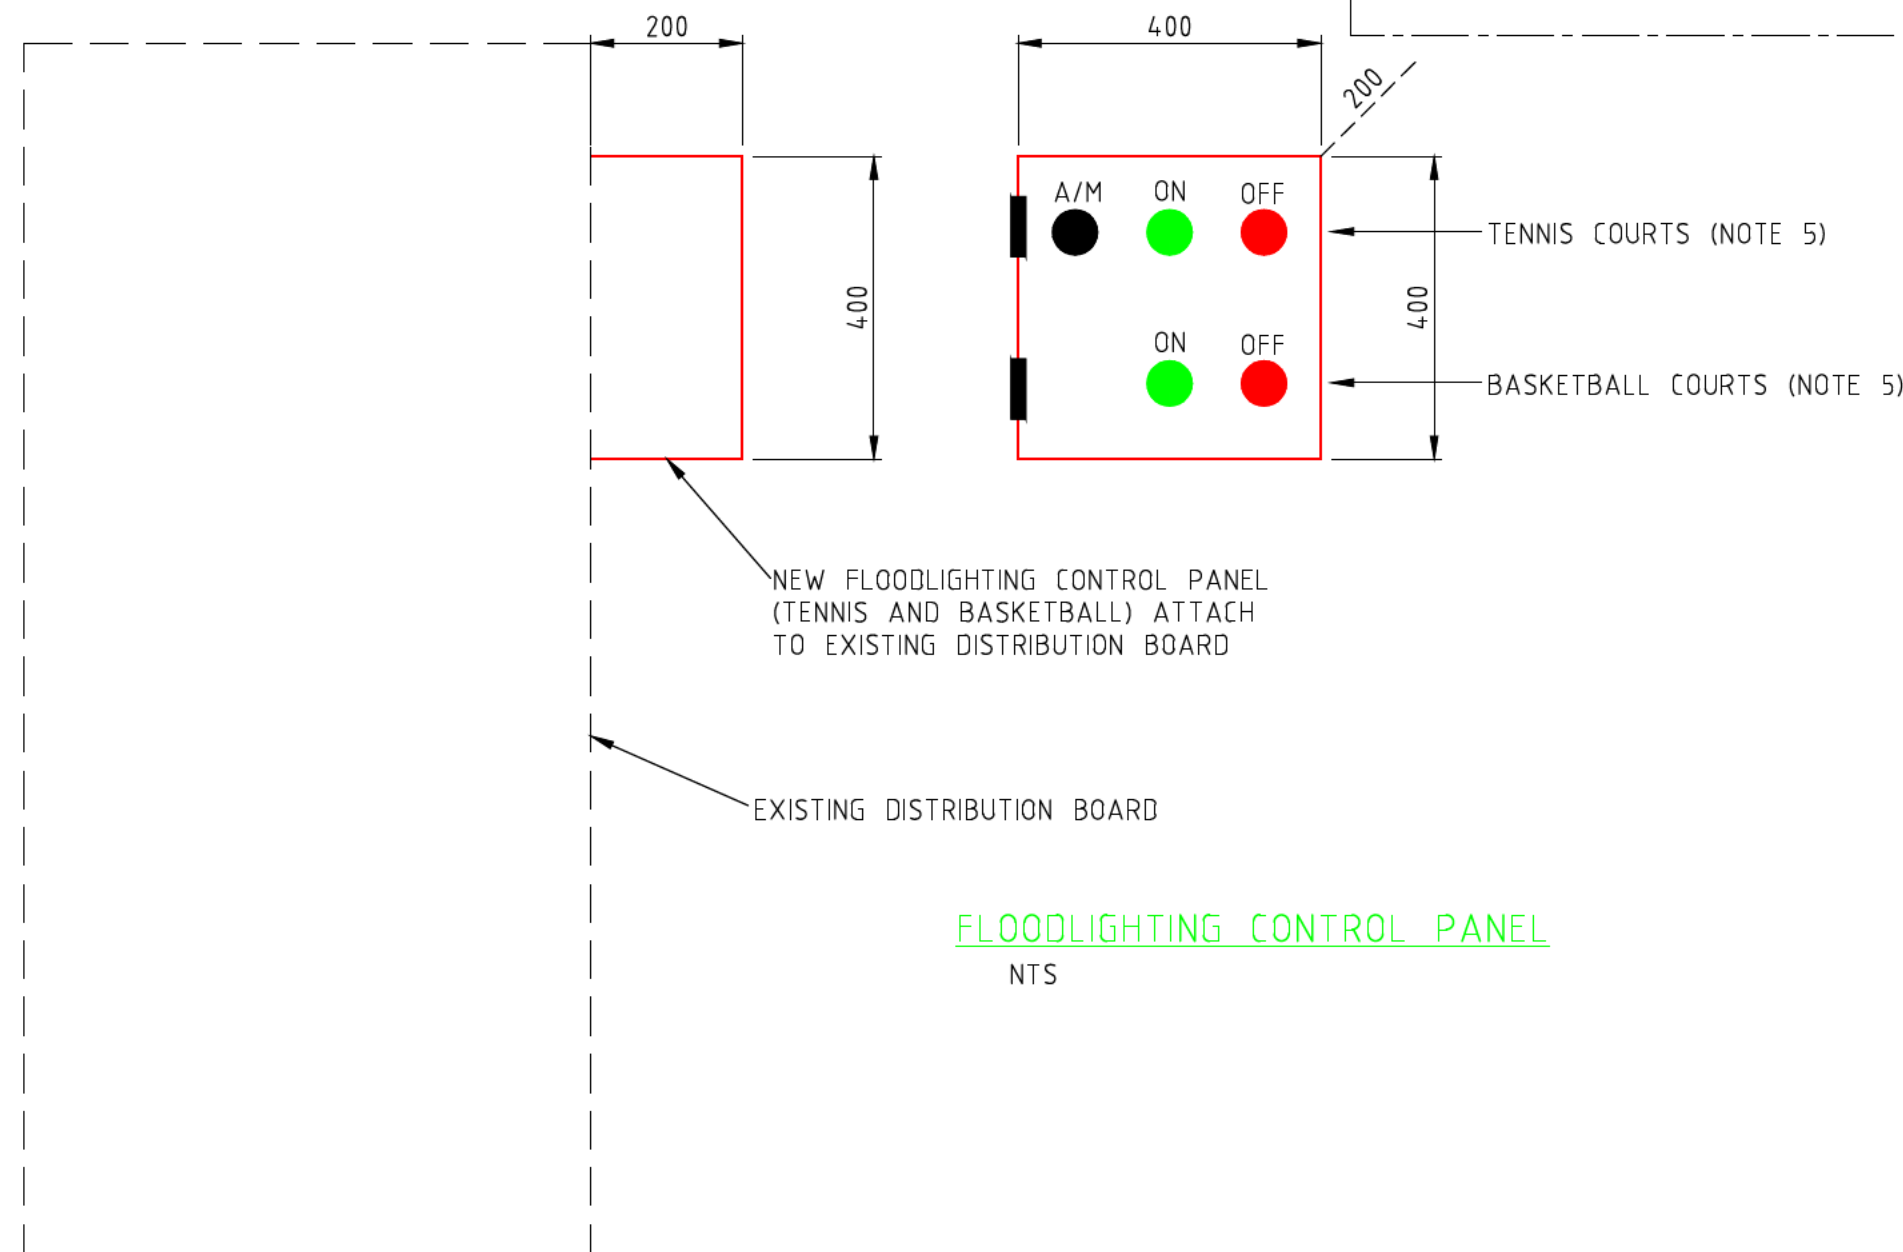 200
400
200
A/M ON OFF
TENNIS COURTS (NOTE 5)
400
400
ON OFF
BASKETBALL COURTS (NOTE 5)
NEW FLOODLIGHTING CONTROL PANEL
(TENNIS AND BASKETBALL) ATTACH
TO EXISTING DISTRIBUTION BOARD
EXISTING DISTRIBUTION BOARD
FLOODLIGHTING CONTROL PANEL
NTS